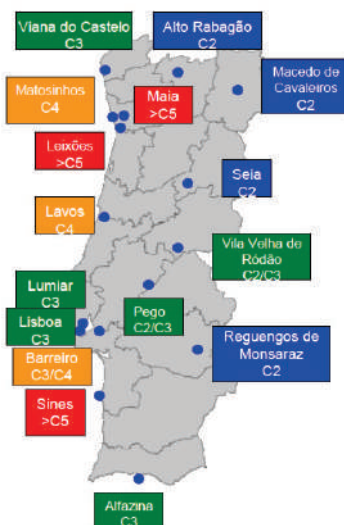 Viana do Castelo
C3
Alto Rabagão
C2
Macedo de
Cavaleiros
C2
Matosinhos
C4
Maia
>C5
Leixões
>C5
Seia
C2
Lavos
C4
Vila Velha de
Ródão
C2/C3
Lumiar
C3
Lisboa
C3
Pego
C2/C3
Barreiro
C3/C4
Reguengos de
Monsaraz
C2
Sines
>C5
Alfazina
C3